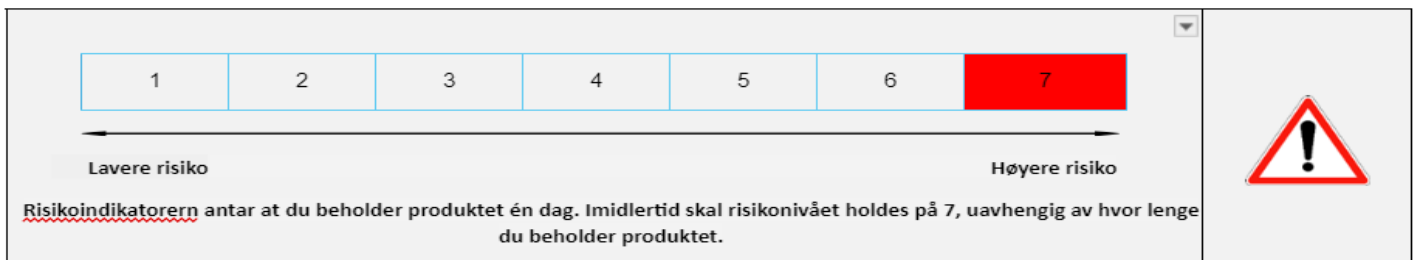 1 2 3 4 5 6 7
Lavere risiko Høyere risiko
Risikoindikatorern antar at du beholder produktet én dag. Imidlertid skal risikonivået holdes på 7, uavhengig av hvor lenge
du beholder produktet.